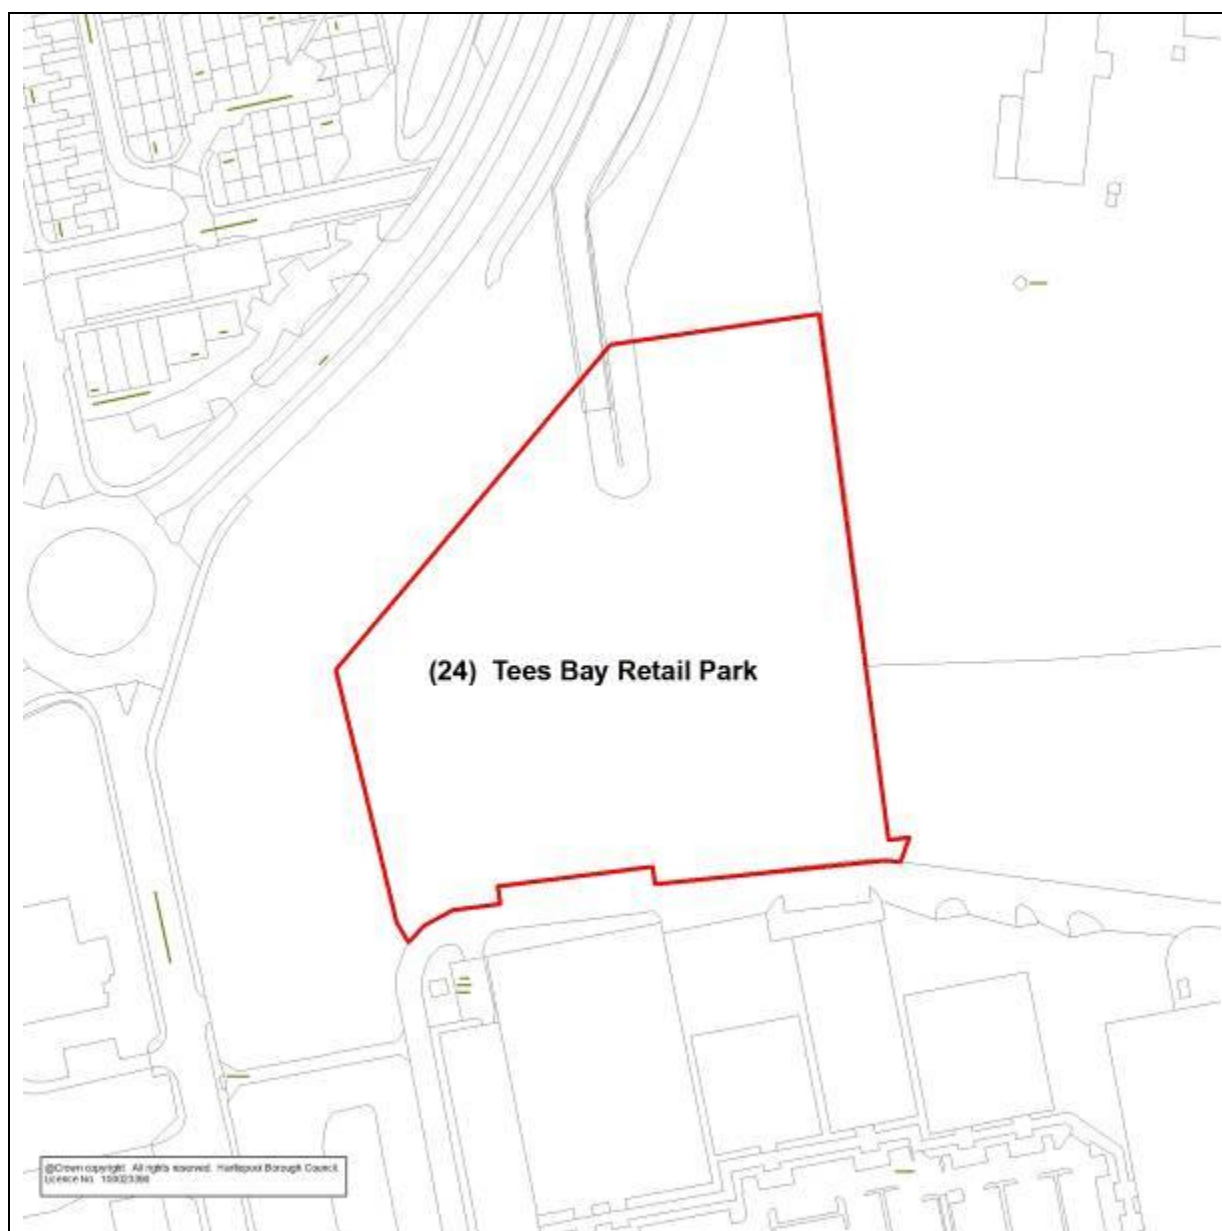 (24) Tees Bay Retail Park
@Crown copyright. All rights reserved. Hartlepool Borough Council.
Licence No.